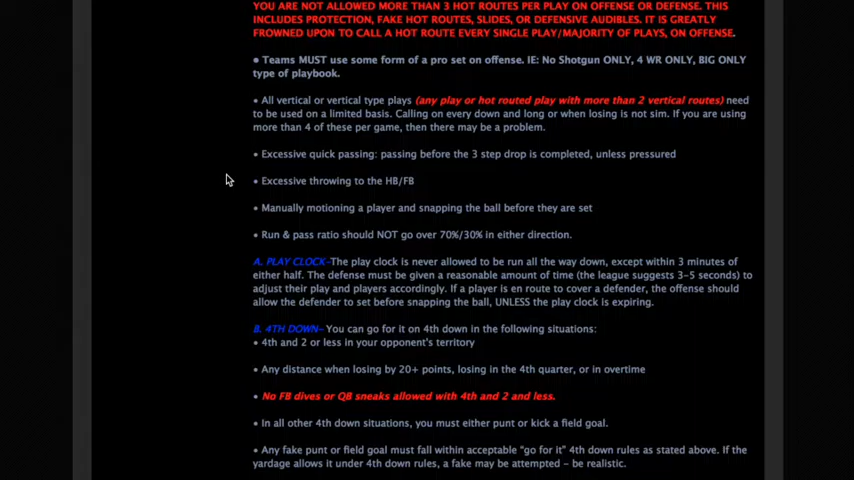 YOU ARE NOT ALLOWED MORE THAN 3 HOT ROUTES PER PLAY ON OFFENSE OR DEFENSE. THIS
INCLUDES PROTECTION, FAKE HOT ROUTES, SLIDES, OR DEFENSIVE AUDIBLES. IT IS GREATLY
FROWNED UPON TO CALL A HOT ROUTE EVERY SINGLE PLAY/MAJORITY OF PLAYS, ON OFFENSE.
• Teams MUST use some form of a pro set on offense. IE: No Shotgun ONLY, 4 WR ONLY, BIG ONLY
type of playbook.
• All vertical or vertical type plays (any play or hot routed play with more than 2 vertical routes) need
to be used on a limited basis. Calling on every down and long or when losing is not sim. If you are using
more than 4 of these per game, then there may be a problem.
• Excessive quick passing: passing before the 3 step drop is completed, unless pressured
• Excessive throwing to the HB/FB
• Manually motioning a player and snapping the ball before they are set
• Run & pass ratio should NOT go over 70%/30% in either direction.
A. PLAY CLOCK-The play clock is never allowed to be run all the way down, except within 3 minutes of
either half. The defense must be given a reasonable amount of time (the league suggests 3-5 seconds) to
adjust their play and players accordingly. If a player is en route to cover a defender, the offense should
allow the defender to set before snapping the ball, UNLESS the play clock is expiring.
B. 4TH DOWN- You can go for it on 4th down in the following situations:
• 4th and 2 or less in your opponent's territory
• Any distance when losing by 20+ points, losing in the 4th quarter, or in overtime
• No FB dives or QB sneaks allowed with 4th and 2 and less.
• In all other 4th down situations, you must either punt or kick a field goal.
• Any fake punt or field goal must fall within acceptable "go for it" 4th down rules as stated above. If the
yardage allows it under 4th down rules, a fake may be attempted - be realistic.